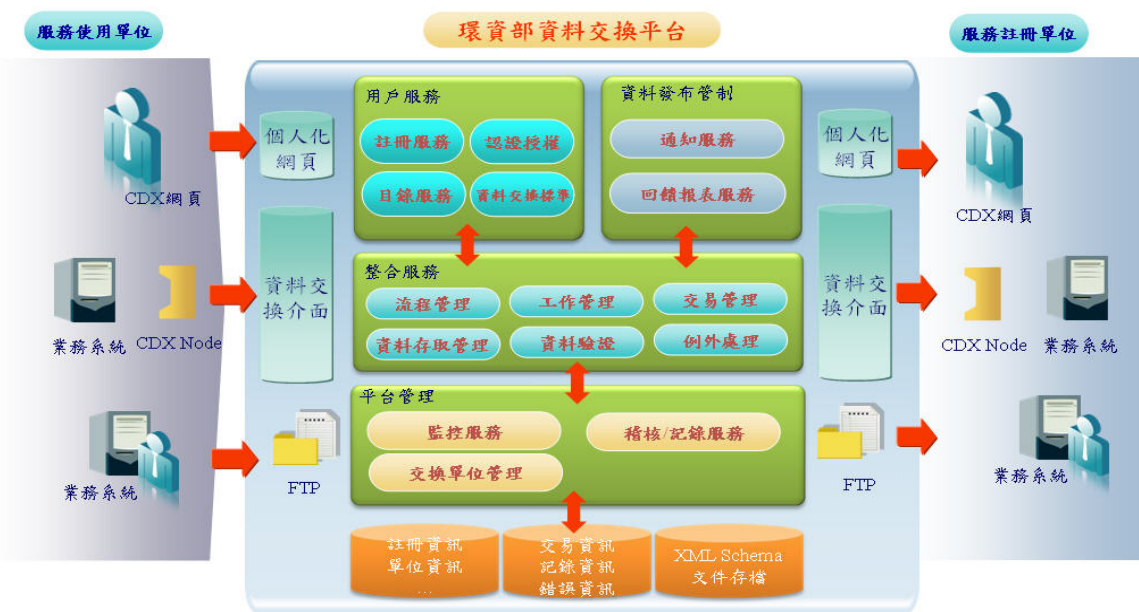 服務使用單位
環資部資料交換平台
服務註冊單位
CDX網頁
業務系統
CDX Node
業務系統
個人化
網頁
資料交
換介面
FTP
用戶服務
註冊服務
認證授權
目錄服務
資料交換標準
資料發布管制
通知服務
回饋報表服務
整合服務
流程管理
工作管理
交易管理
資料存取管理
資料驗證
例外處理
平台管理
監控服務
稽核/記錄服務
交換單位管理
註冊資訊
單位資訊
...
交易資訊
記錄資訊
錯誤資訊
XML Schema
文件存檔
個人化
網頁
資料交
換介面
FTP
CDX網頁
CDX Node
業務系統
業務系統